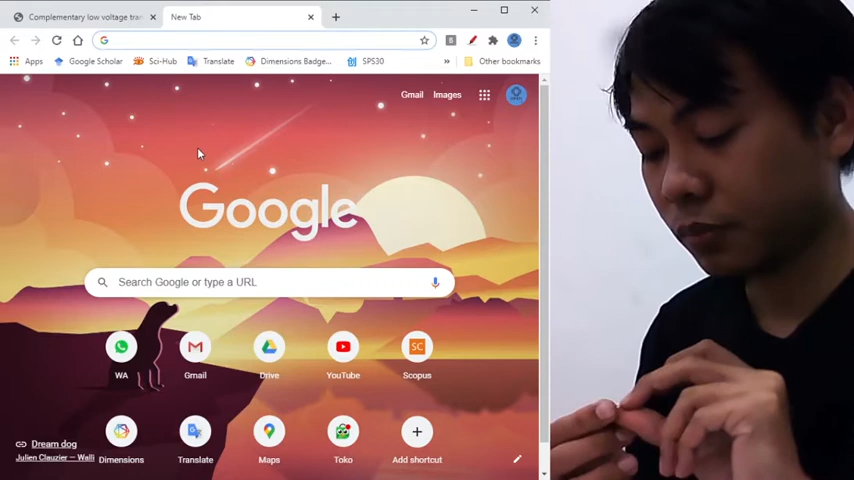 Complementary low voltage tra
New Tab
Apps
Google Scholar
Sci-Hub
Translate
Dimensions Badge...
SPS30
»
Other bookmarks
Gmail
Images
Google
Search Google or type a URL
WA
Gmail
Drive
YouTube
SC
Scopus
Dream dog
Julien Clauzier — Walli
Dimensions
Translate
Maps
Toko
Add shortcut